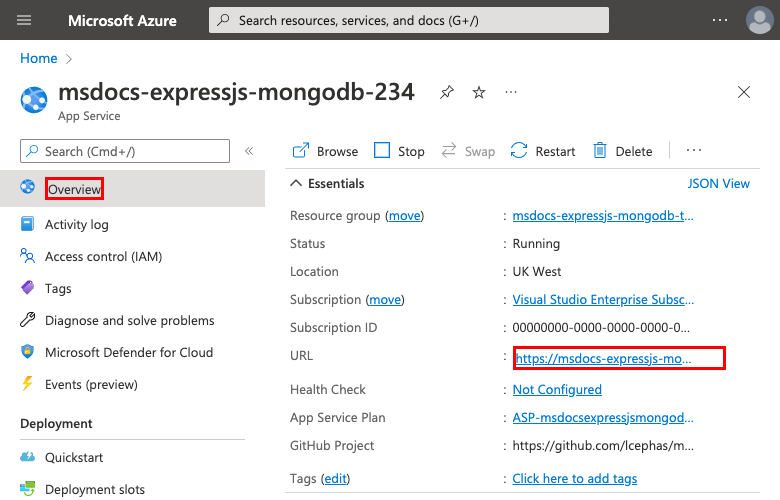 Microsoft Azure
Search resources, services, and docs (G+/)
...
Home >
msdocs-expressjs-mongodb-234
...
App Service
Search (Cmd+/)
«
Overview
Activity log
Access control (IAM)
Tags
Diagnose and solve problems
Microsoft Defender for Cloud
Events (preview)
Deployment
Quickstart
Deployment slots
Browse Stop Swap Restart Delete ...
Essentials JSON View
Resource group (move) : msdocs-expressjs-mongodb-t...
Status : Running
Location : UK West
Subscription (move) : Visual Studio Enterprise Subsc...
Subscription ID : 00000000-0000-0000-0000-0...
URL : https://msdocs-expressjs-mo...
Health Check : Not Configured
App Service Plan : ASP-msdocsexpressjsmongod...
GitHub Project : https://github.com/lcephas/m...
Tags (edit) : Click here to add tags